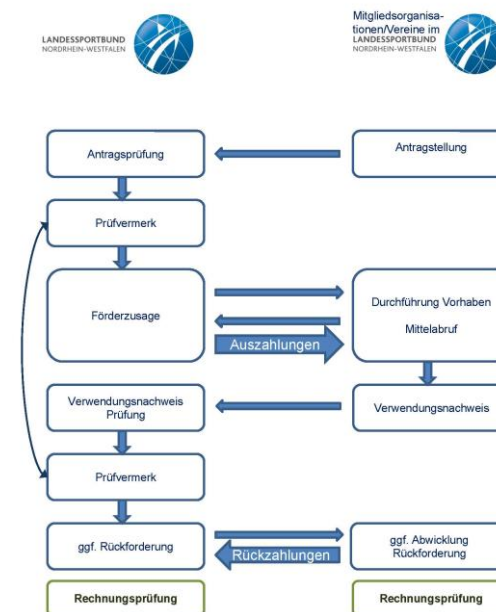 LANDESSPORTBUND
NORDRHEIN-WESTFALEN
Mitgliedsorganisa-
tionen/Vereine im
LANDESSPORTBUND
NORDRHEIN-WESTFALEN
Antragsprüfung
Antragstellung
Prüfvermerk
Förderzusage
Durchführung Vorhaben
Mittelabruf
Auszahlungen
Verwendungsnachweis
Prüfung
Verwendungsnachweis
Prüfvermerk
ggf. Rückforderung
Rückzahlungen
ggf. Abwicklung
Rückforderung
Rechnungsprüfung
Rechnungsprüfung